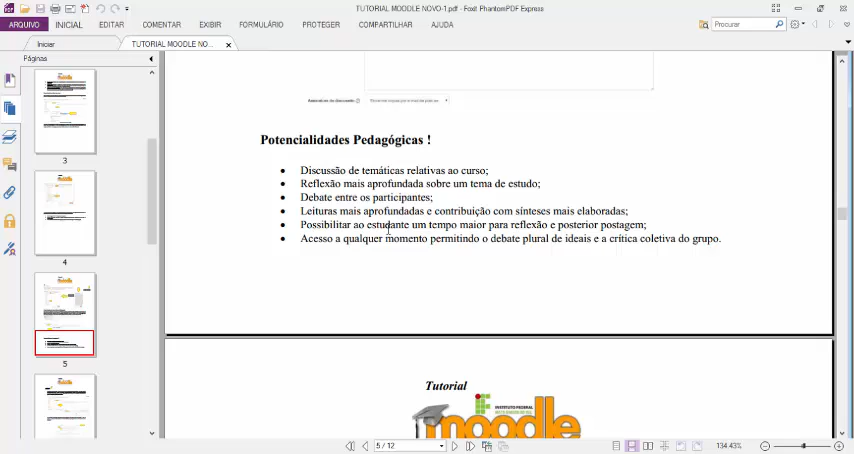 TUTORIAL MOODLE NOVO-1.pdf - Foxit PhantomPDF Express
ARQUIVO INICIAL EDITAR COMENTAR EXIBIR FORMULÁRIO PROTEGER COMPARTILHAR AJUDA
Procurar
Iniciar
TUTORIAL MOODLE NO...
Páginas
3
4
5
Potencialidades Pedagógicas !
• Discussão de temáticas relativas ao curso;
• Reflexão mais aprofundada sobre um tema de estudo;
• Debate entre os participantes;
• Leituras mais aprofundadas e contribuição com sínteses mais elaboradas;
• Possibilitar ao estudante um tempo maior para reflexão e posterior postagem;
• Acesso a qualquer momento permitindo o debate plural de ideais e a crítica coletiva do grupo.
Tutorial
INSTITUTO FEDERAL
moodle
5 / 12
134.43%